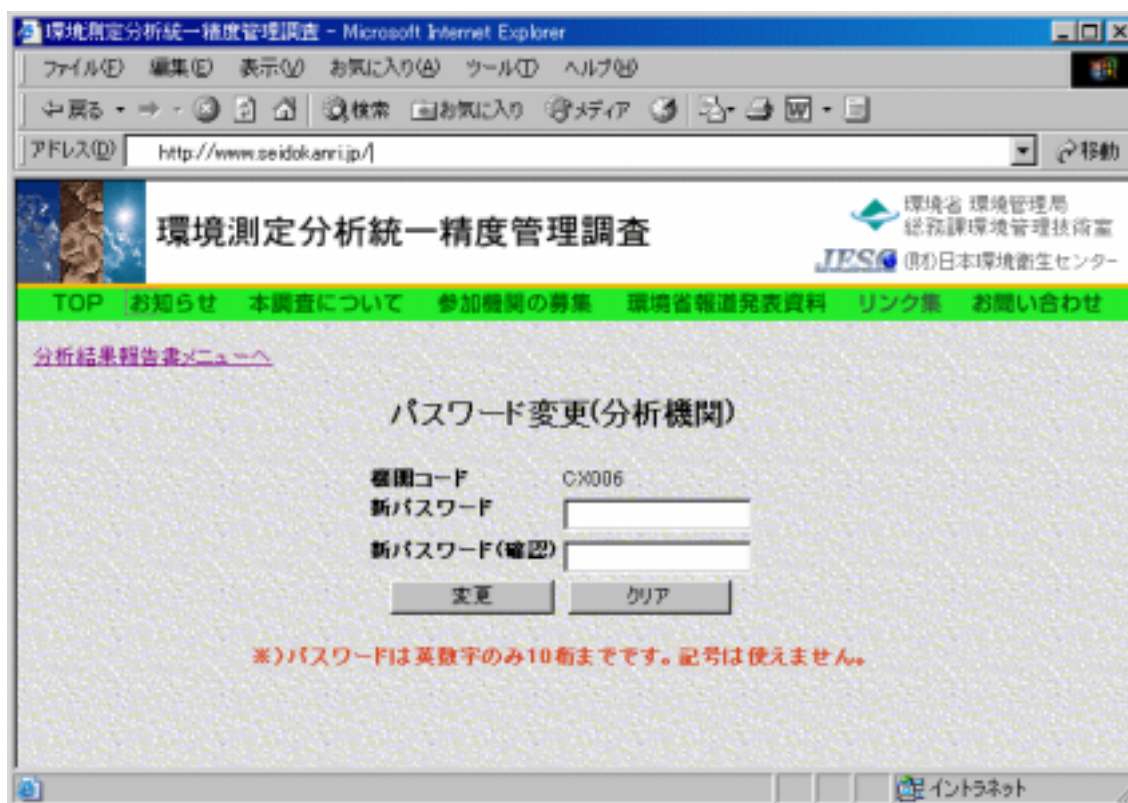 環境測定分析統一精度管理調査 - Microsoft Internet Explorer
ファイル(F) 編集(E) 表示(V) お気に入り(A) ツール(T) ヘルプ(H)
戻る 検索 お気に入り メディア
アドレス(D) http://www.seidokanri.jp/ 移動
環境測定分析統一精度管理調査
環境省 環境管理局
総務課環境管理技術室
JESC (財)日本環境衛生センター
TOP お知らせ 本調査について 参加機関の募集 環境省報道発表資料 リンク集 お問い合わせ
分析結果報告書メニューへ
パスワード変更(分析機関)
機関コード CX006
新パスワード
新パスワード(確認)
変更 クリア
※)パスワードは英数字のみ10桁までです。記号は使えません。
イントラネット